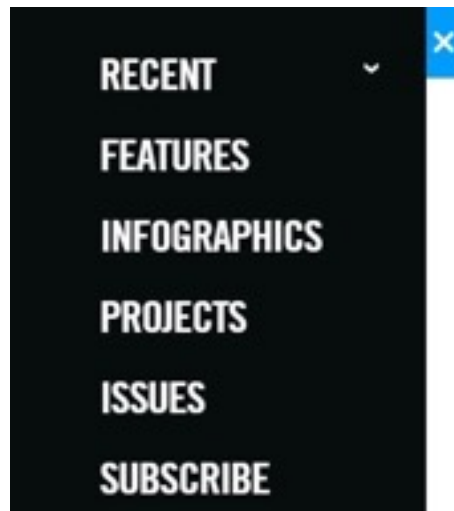 RECENT
FEATURES
INFOGRAPHICS
PROJECTS
ISSUES
SUBSCRIBE